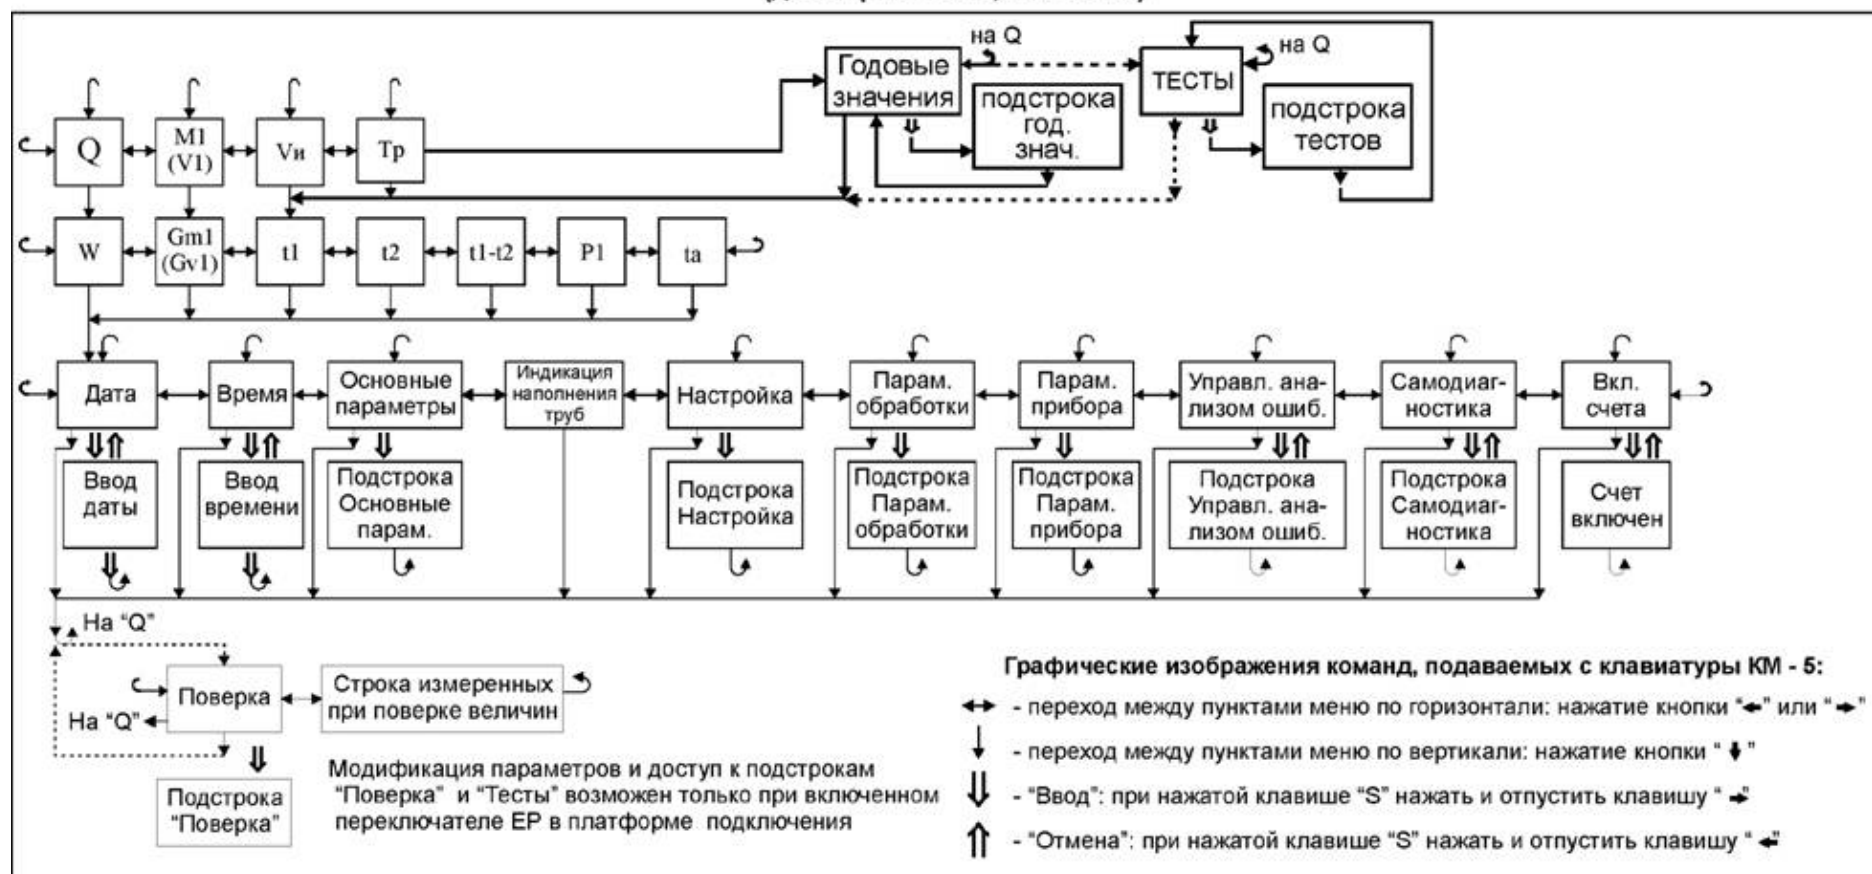 на Q
на Q
Годовые
значения
ТЕСТЫ
подстрока
год.
знач.
подстрока
тестов
Q
M1
(V1)
Vи
Тр
W
Gm1
(Gv1)
t1
t2
t1-t2
P1
ta
Дата
Время
Основные
параметры
Индикация
наполнения
труб
Настройка
Парам.
обработки
Парам.
прибора
Управл. ана-
лизом ошиб.
Самодиаг-
ностика
Вкл.
счета
Ввод
даты
Ввод
времени
Подстрока
Основные
парам.
Подстрока
Настройка
Подстрока
Парам.
обработки
Подстрока
Парам.
прибора
Подстрока
Управл. ана-
лизом ошиб.
Подстрока
Самодиаг-
ностика
Счет
включен
На “Q”
Поверка
Строка измеренных
при поверке величин
На “Q”
Подстрока
“Поверка”
Модификация параметров и доступ к подстрокам
“Поверка” и “Тесты” возможен только при включенном
переключателе ЕР в платформе подключения
Графические изображения команд, подаваемых с клавиатуры КМ - 5:
↔ - переход между пунктами меню по горизонтали: нажатие кнопки “←” или “→”
↓ - переход между пунктами меню по вертикали: нажатие кнопки “↓”
⇓ - “Ввод”: при нажатой клавише “S” нажать и отпустить клавишу “→”
⇑ - “Отмена”: при нажатой клавише “S” нажать и отпустить клавишу “←”